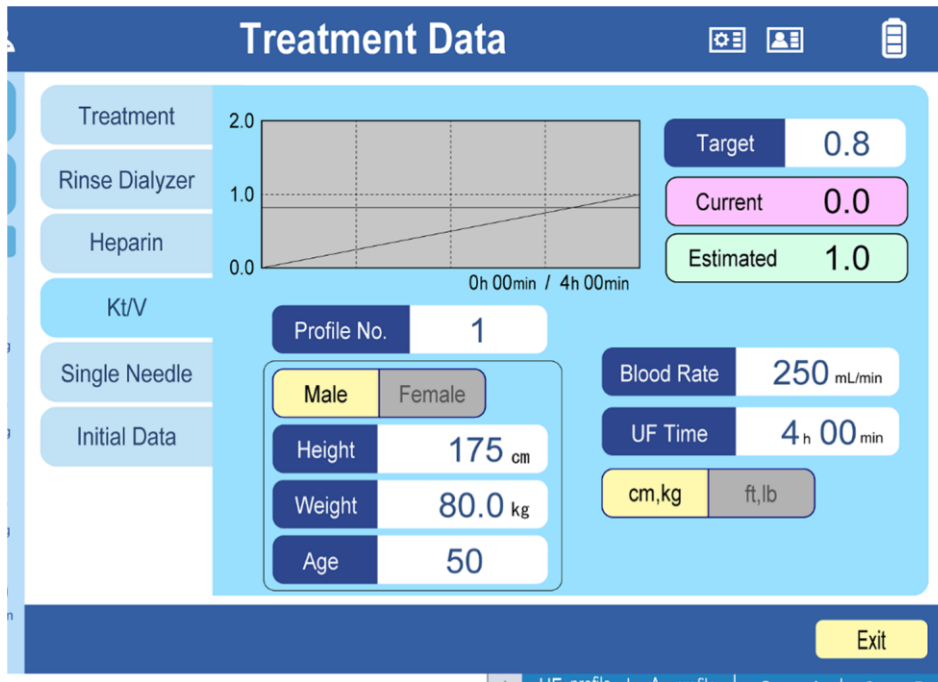 Treatment Data
Treatment
Rinse Dialyzer
Heparin
Kt/V
Single Needle
Initial Data
2.0
1.0
0.0
0h 00min / 4h 00min
Target 0.8
Current 0.0
Estimated 1.0
Profile No. 1
Male Female
Height 175 cm
Weight 80.0 kg
Age 50
Blood Rate 250 mL/min
UF Time 4 h 00 min
cm,kg ft,lb
Exit